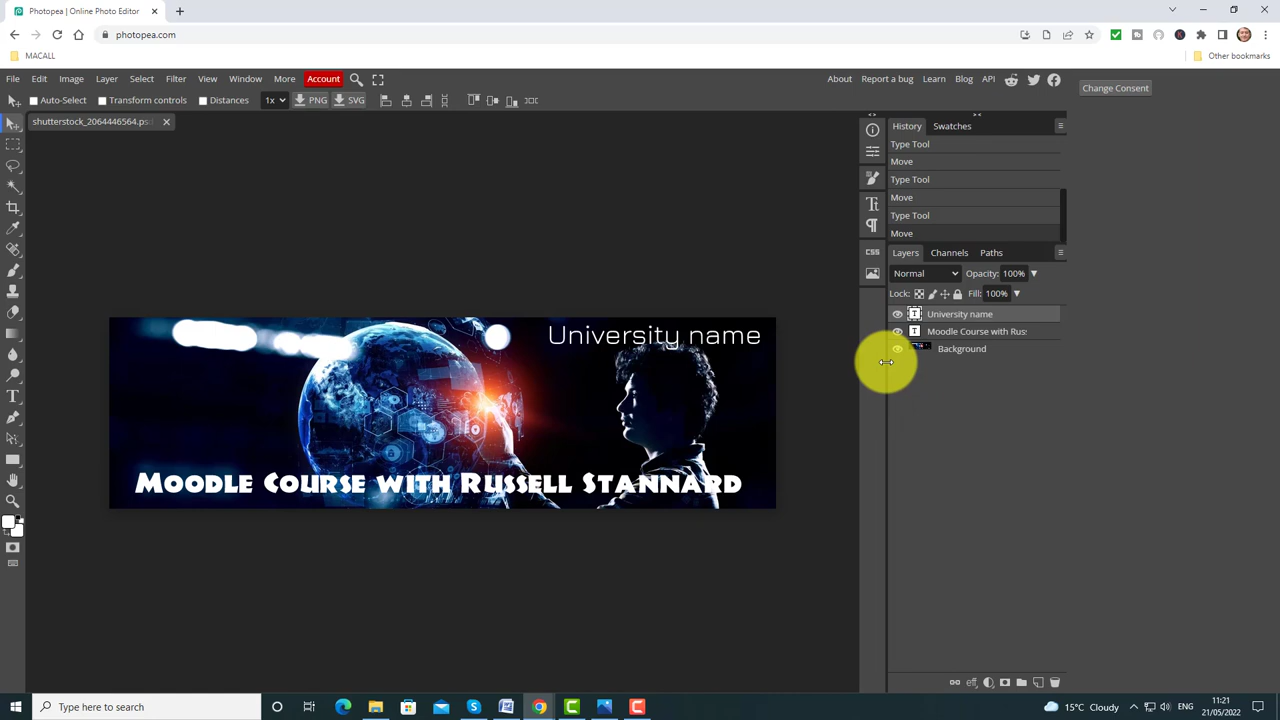 Photopea | Online Photo Editor
photopea.com
MACALL
Other bookmarks
File Edit Image Layer Select Filter View Window More Account
About Report a bug Learn Blog API
Change Consent
Auto-Select Transform controls Distances 1x PNG SVG
shutterstock_2064446564.psd
History Swatches
Type Tool
Move
Type Tool
Move
Type Tool
Move
CSS
Layers Channels Paths
Normal Opacity: 100%
Lock: Fill: 100%
University name
Moodle Course with Russ
Background
University name
Moodle Course with Russell Stannard
eff
Type here to search
15°C Cloudy
ENG
11:21
21/05/2022